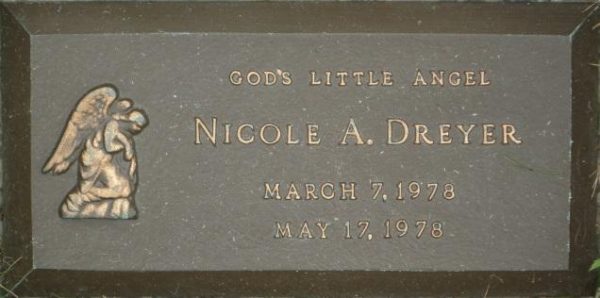 GOD'S LITTLE ANGEL
NICOLE A. DREYER
MARCH 7, 1978
MAY 17, 1978